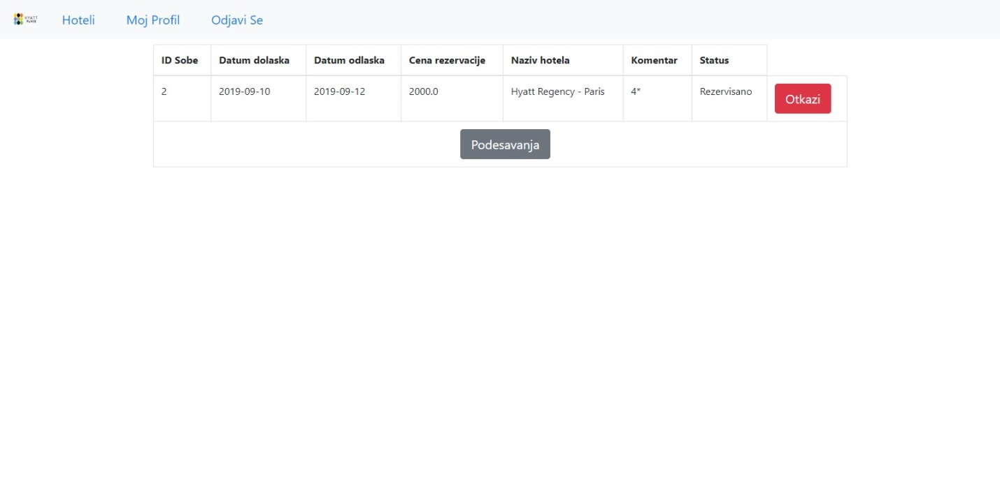 HYATT
PLACE
Hoteli Moj Profil Odjavi Se
ID Sobe Datum dolaska Datum odlaska Cena rezervacije Naziv hotela Komentar Status
2 2019-09-10 2019-09-12 2000.0 Hyatt Regency - Paris 4* Rezervisano Otkazi
Podesavanja